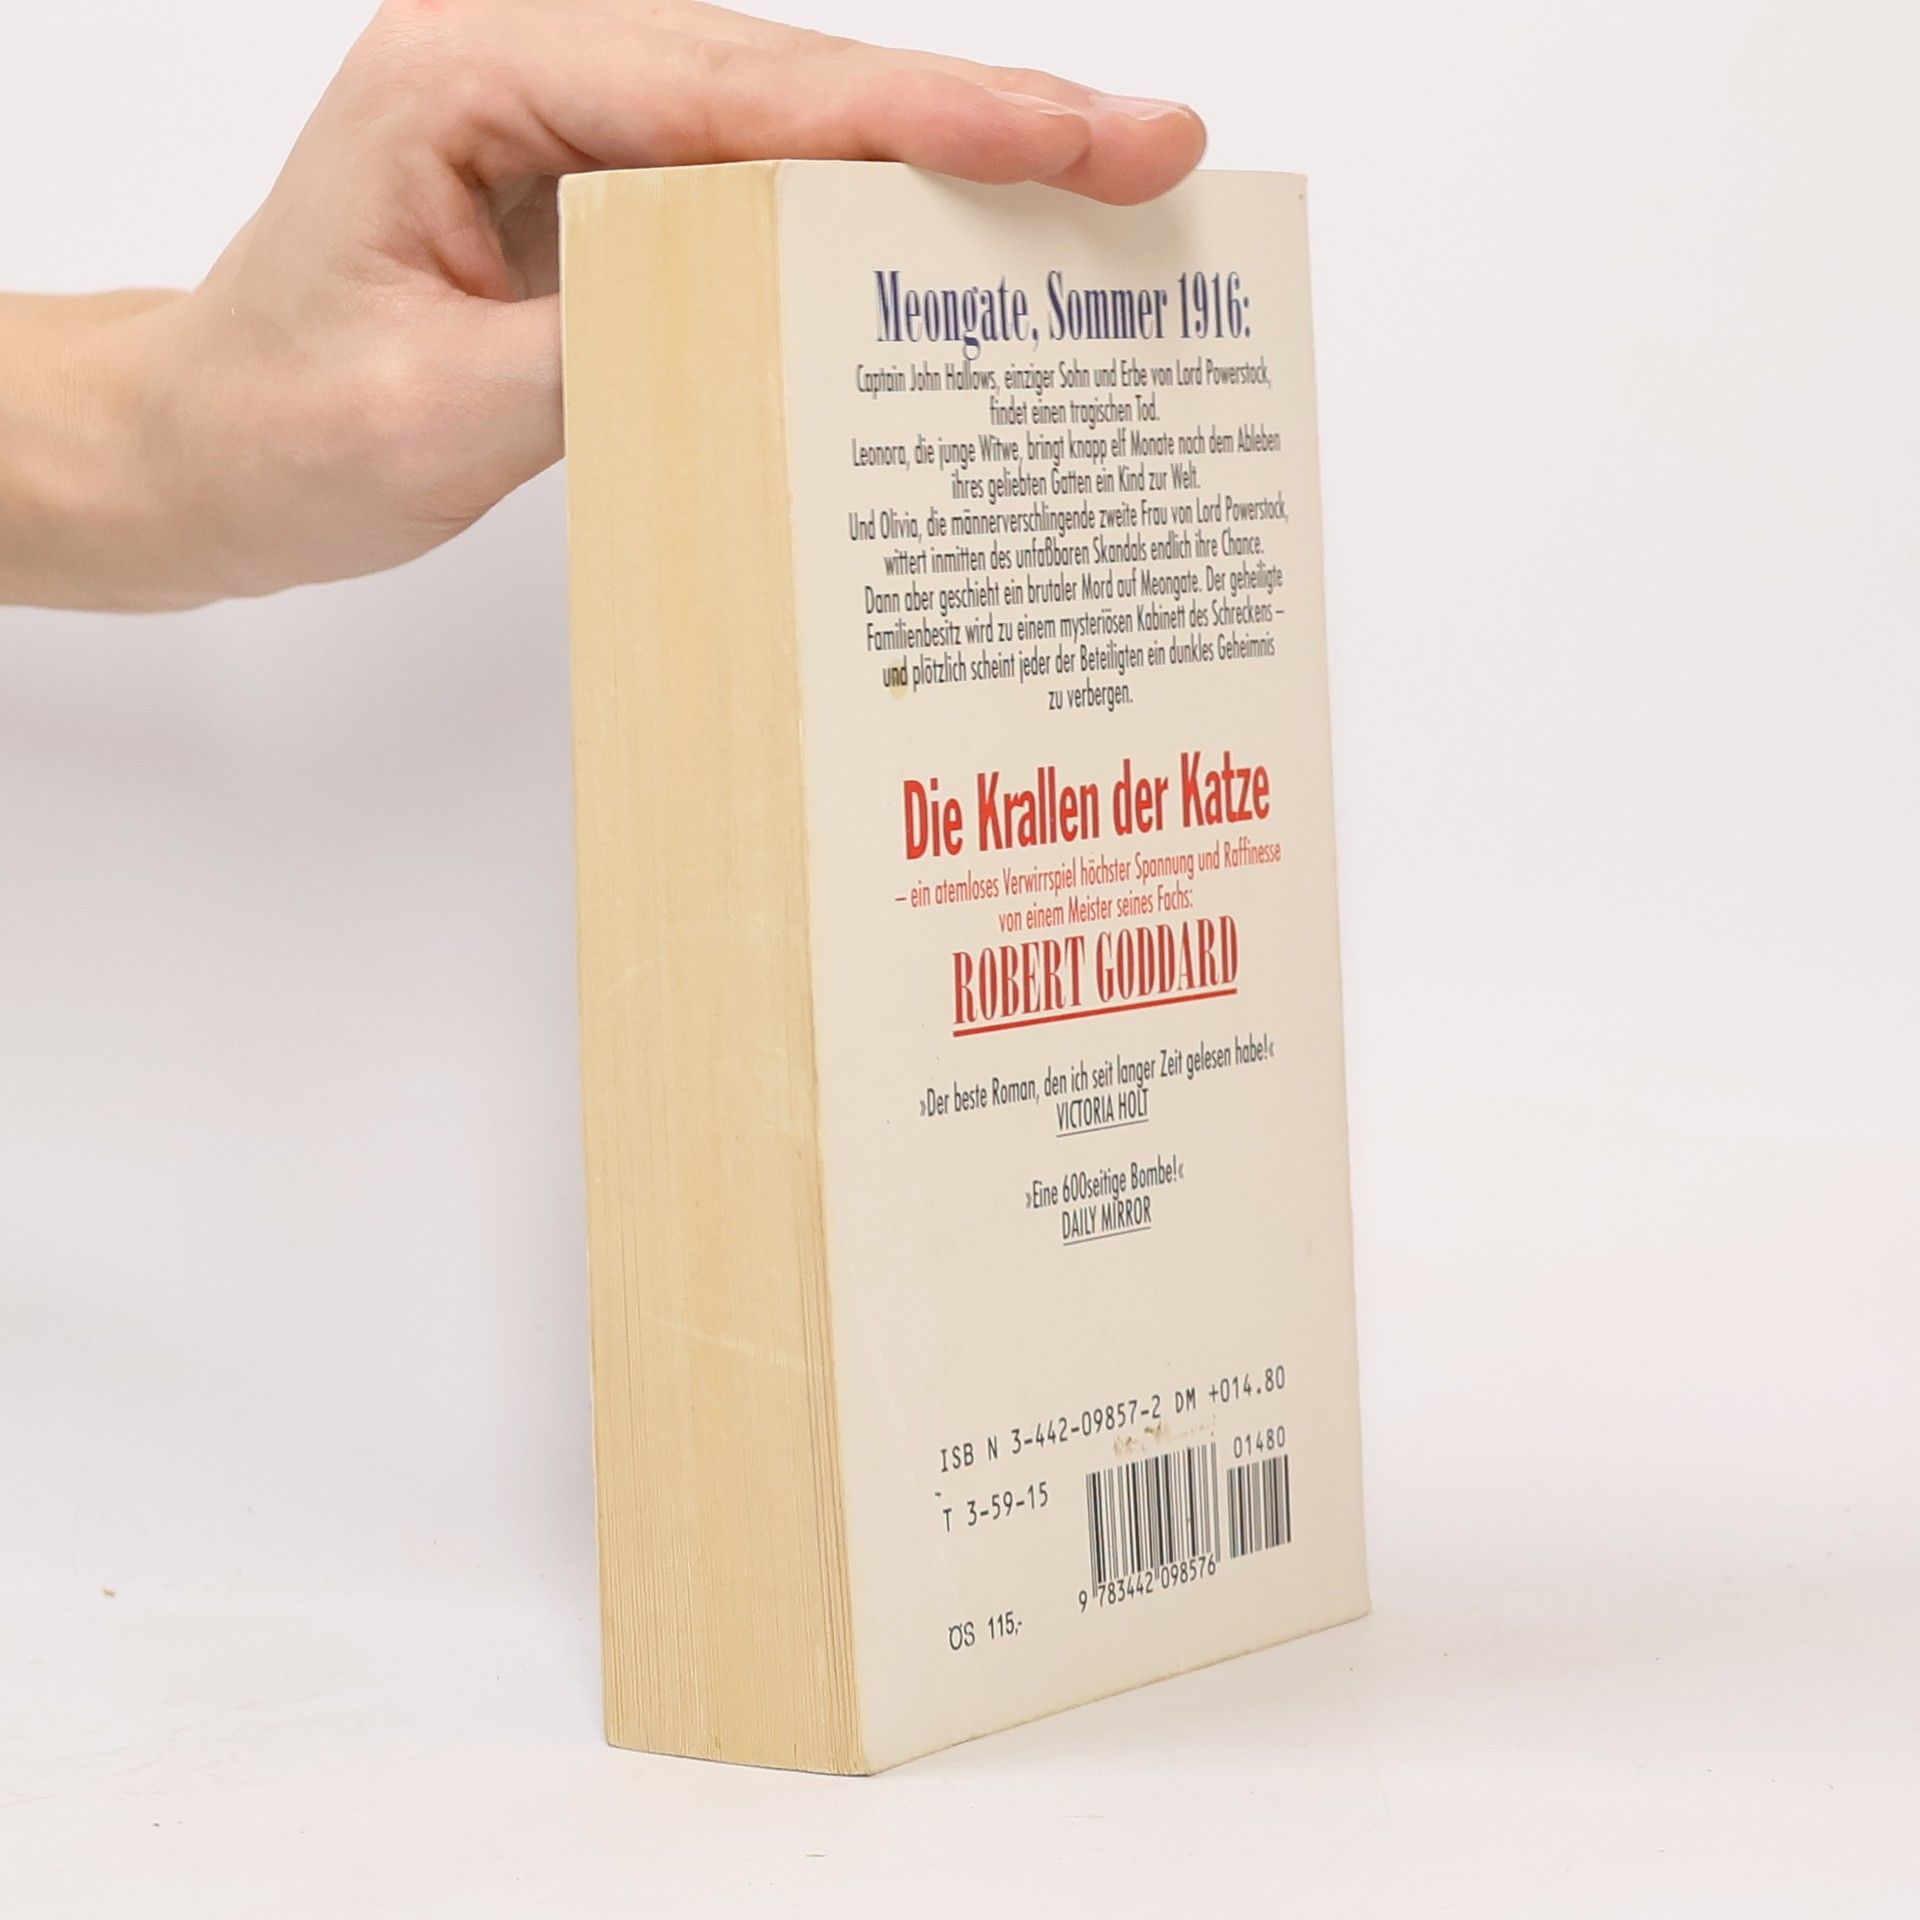 Meongate, Sommer 1916:
Captain John Hallows, einziger Sohn und Erbe von Lord Powerstock,
findet einen tragischen Tod.
Leonora, die junge Witwe, bringt knapp elf Monate nach dem Ableben
ihres geliebten Gatten ein Kind zur Welt.
Und Olivia, die männerverschlingende zweite Frau von Lord Powerstock,
wittert inmitten des unfaßbaren Skandals endlich ihre Chance.
Dann aber geschieht ein brutaler Mord auf Meongate. Der geheiligte
Familienbesitz wird zu einem mysteriösen Kabinett des Schreckens –
und plötzlich scheint jeder der Beteiligten ein dunkles Geheimnis
zu verbergen.
Die Krallen der Katze
– ein atemloses Verwirrspiel höchster Spannung und Raffinesse
von einem Meister seines Fachs:
ROBERT GODDARD
»Der beste Roman, den ich seit langer Zeit gelesen habe!«
VICTORIA HOLT
»Eine 600seitige Bombe!«
DAILY MIRROR
ISB N 3-442-09857-2 DM +014.80
01480
T 3-59-15
9 783442 098576
ÖS 115,-